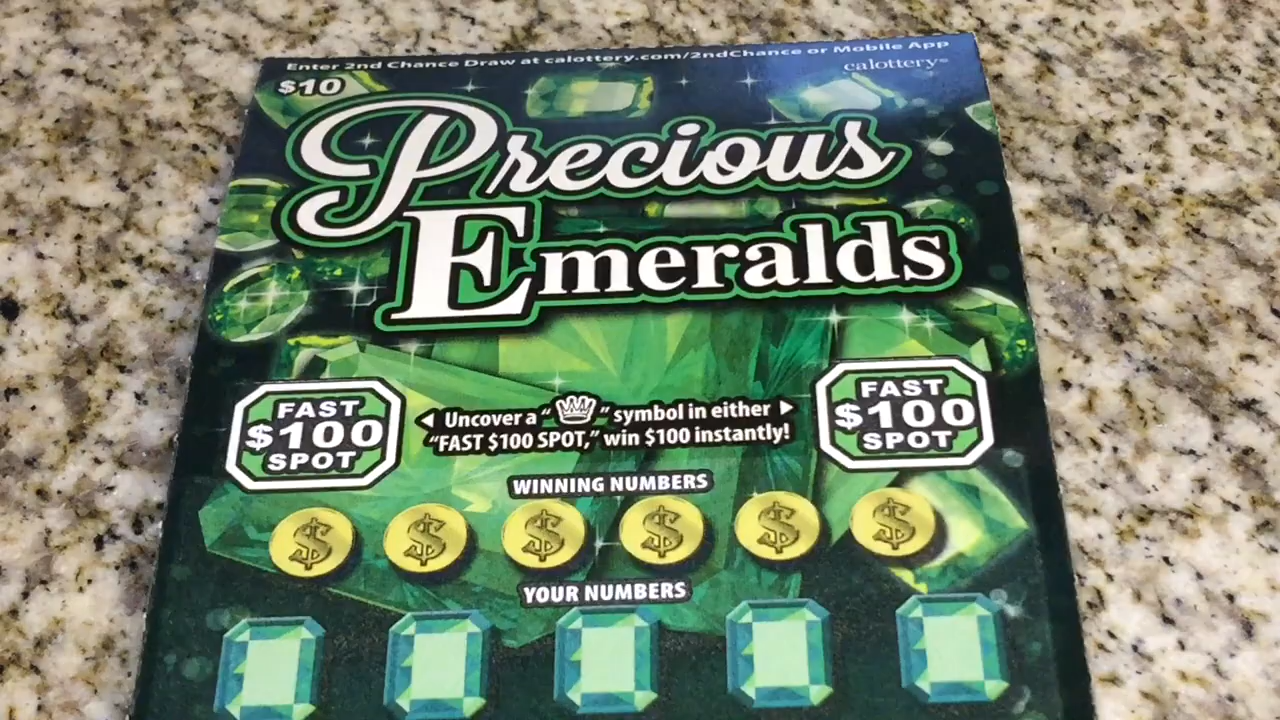 Enter 2nd Chance Draw at calottery.com/2ndChance or Mobile App
calottery
$10
Precious
Emeralds
FAST
$100
SPOT
Uncover a " " symbol in either
"FAST $100 SPOT," win $100 instantly!
FAST
$100
SPOT
WINNING NUMBERS
$ $ $ $ $ $
YOUR NUMBERS